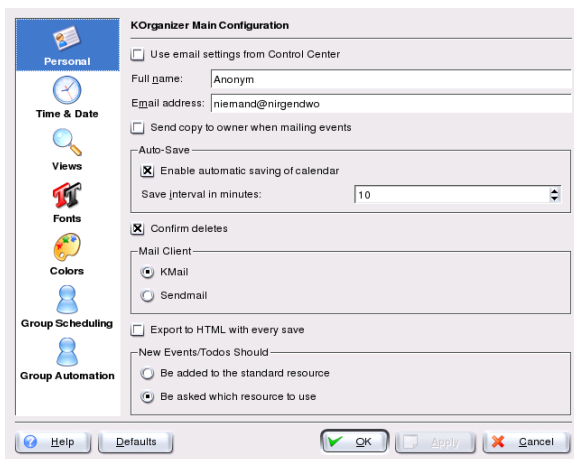 KOrganizer Main Configuration
Personal
Time & Date
Views
Fonts
Colors
Group Scheduling
Group Automation
Use email settings from Control Center
Full name: Anonym
Email address: niemand@nirgendwo
Send copy to owner when mailing events
Auto-Save
Enable automatic saving of calendar
Save interval in minutes: 10
Confirm deletes
Mail Client
KMail
Sendmail
Export to HTML with every save
New Events/Todos Should
Be added to the standard resource
Be asked which resource to use
Help Defaults OK Apply Cancel